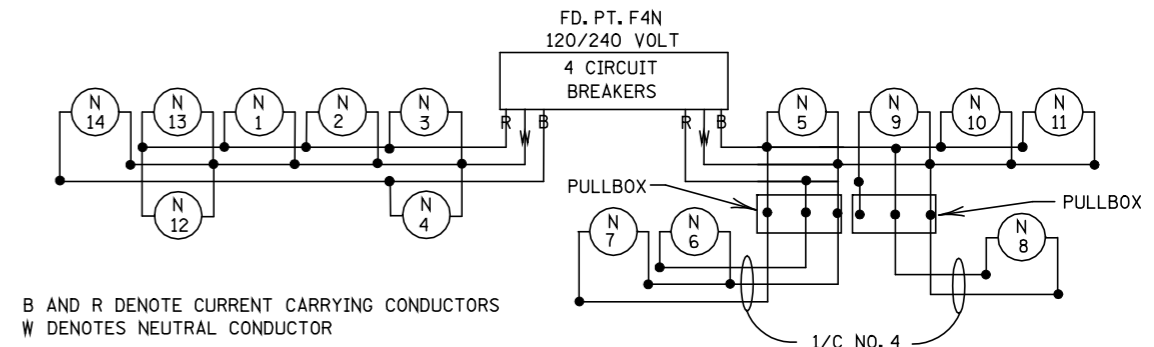 FD. PT. F4N
120/240 VOLT
4 CIRCUIT
BREAKERS
N
14
N
13
N
1
N
2
N
3
R
W
B
R
W
B
N
5
N
9
N
10
N
11
N
12
N
4
PULLBOX
PULLBOX
N
7
N
6
N
8
B AND R DENOTE CURRENT CARRYING CONDUCTORS
W DENOTES NEUTRAL CONDUCTOR
1/C NO. 4